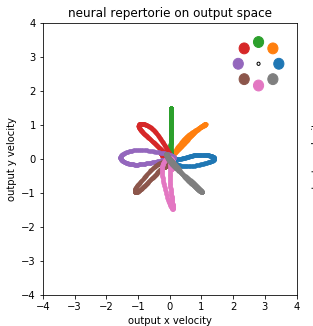 neural repertorie on output space
4
3
2
1
0
−1
−2
−3
−4
−4 −3 −2 −1 0 1 2 3 4
output y velocity
output x velocity